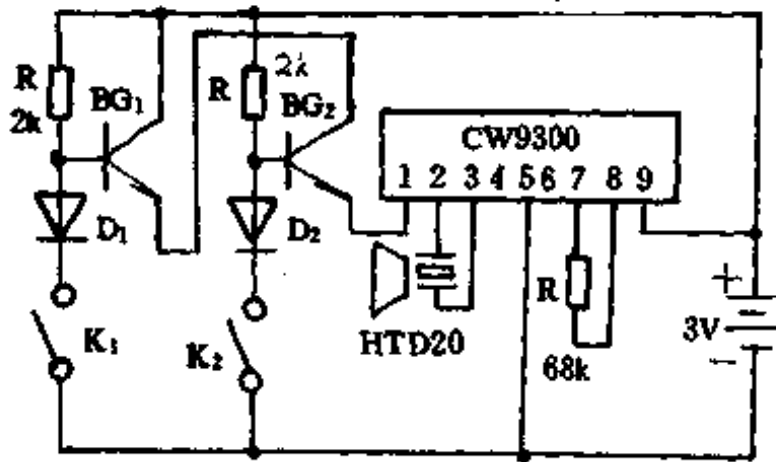 R
2k
BG₁
R
2k
BG₂
CW9300
1 2 3 4 5 6 7 8 9
D₁
D₂
K₁
K₂
HTD20
R
68k
+
3V
−